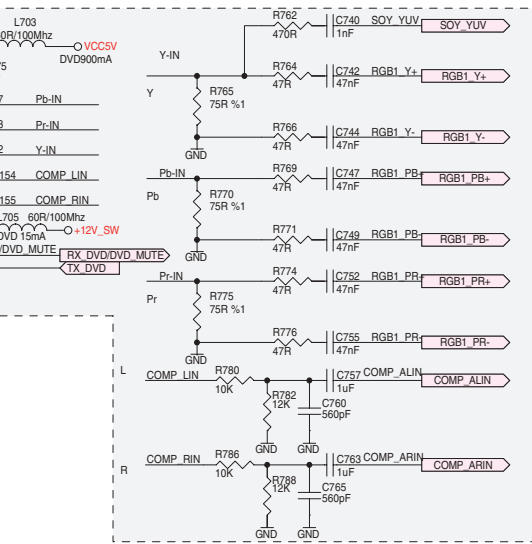 L703
0R/100Mhz
VCC5V
DVD900mA
75
7 Pb-IN
3 Pr-IN
2 Y-IN
154 COMP_LIN
155 COMP_RIN
L705 60R/100Mhz
+12V_SW
DVD 15mA
/DVD_MUTE
RX_DVD/DVD_MUTE
TX_DVD
R762
470R
C740
1nF
SOY_YUV
SOY_YUV
Y-IN
Y
R764
47R
C742
47nF
RGB1_Y+
RGB1_Y+
R765
75R %1
R766
47R
C744
47nF
RGB1_Y-
RGB1_Y-
GND
Pb-IN
Pb
R769
47R
C747
47nF
RGB1_PB+
RGB1_PB+
R770
75R %1
R771
47R
C749
47nF
RGB1_PB-
RGB1_PB-
GND
Pr-IN
Pr
R774
47R
C752
47nF
RGB1_PR+
RGB1_PR+
R775
75R %1
R776
47R
C755
47nF
RGB1_PR-
RGB1_PR-
GND
L
COMP_LIN
R780
10K
C757
1uF
COMP_ALIN
COMP_ALIN
R782
12K
C760
560pF
GND
GND
R
COMP_RIN
R786
10K
C763
1uF
COMP_ARIN
COMP_ARIN
R788
12K
C765
560pF
GND
GND